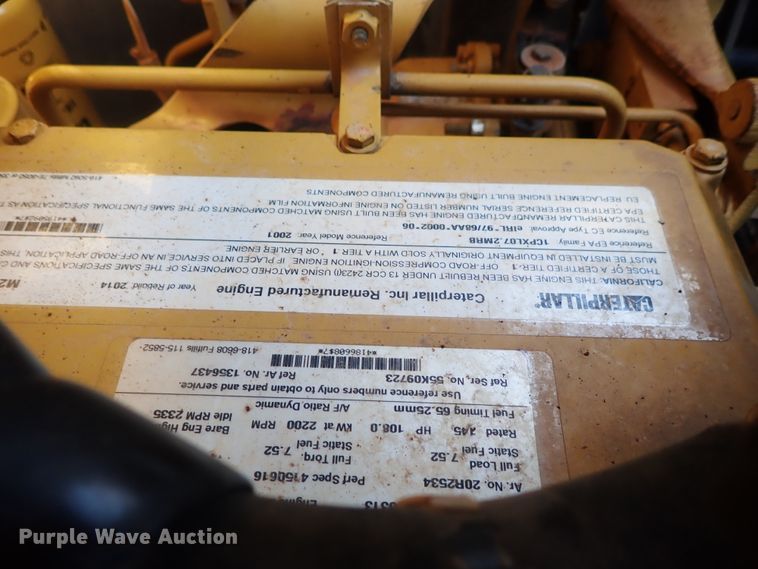 Engine
Ar. No. 20R2534 Perf Spec 4150616
Full Load Full Torq.
Static Fuel 7.52 Static Fuel 7.52
Rated 145 HP 108.0 kW at 2200 RPM Bare Eng High
Fuel Timing 65.25mm A/F Ratio Dynamic Idle RPM 2335
Use reference numbers only to obtain parts and service.
Ref Ser. No. 55K09723 Ref Ar. No. 1356437
*4186608$7*
418-6608 Fulfills 115-5852
CATERPILLAR Caterpillar Inc. Remanufactured Engine Year of Rebuild 2014
CALIFORNIA: THIS ENGINE HAS BEEN REBUILT UNDER 13 CCR 2423(l) USING MATCHED COMPONENTS OF THE SAME SPECIFICATIONS AND
THOSE OF A CERTIFIED TIER-1 OFF-ROAD COMPRESSION-IGNITION ENGINE IF PLACED INTO SERVICE IN AN OFF-ROAD APPLICATION. THIS
MUST BE INSTALLED IN EQUIPMENT ORIGINALLY SOLD WITH A TIER 1 OR EARLIER ENGINE
Reference EPA Family 1CPXL07.2MRB Reference Model Year 2001
Reference EC Type approval
THIS CATERPILLAR ENGINE HAS BEEN BUILT USING MATCHED COMPONENTS OF THE SAME FUNCTIONAL SPECIFICATION AS
EPA CERTIFIED REFERENCE SERIAL NUMBER LISTED ON ENGINE INFORMATION FILM
EU REPLACEMENT ENGINE BUILT USING REMANUFACTURED COMPONENTS
Purple Wave Auction